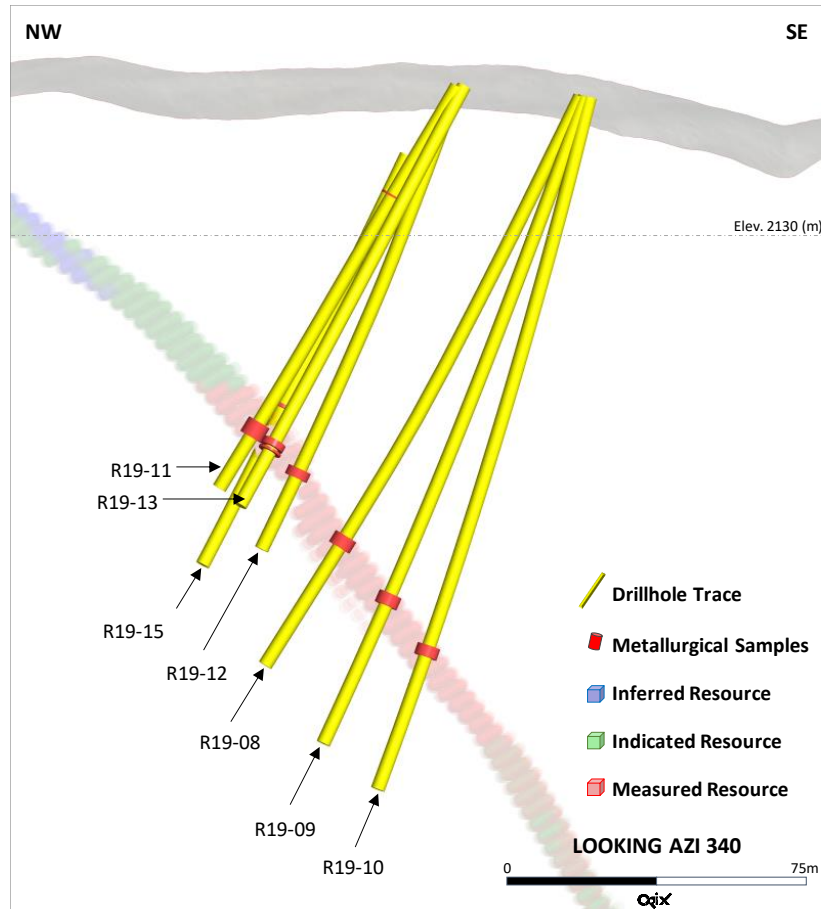 NW
SE
Elev. 2130 (m)
R19-11
R19-13
R19-15
R19-12
R19-08
R19-09
R19-10
Drillhole Trace
Metallurgical Samples
Inferred Resource
Indicated Resource
Measured Resource
LOOKING AZI 340
0
75m